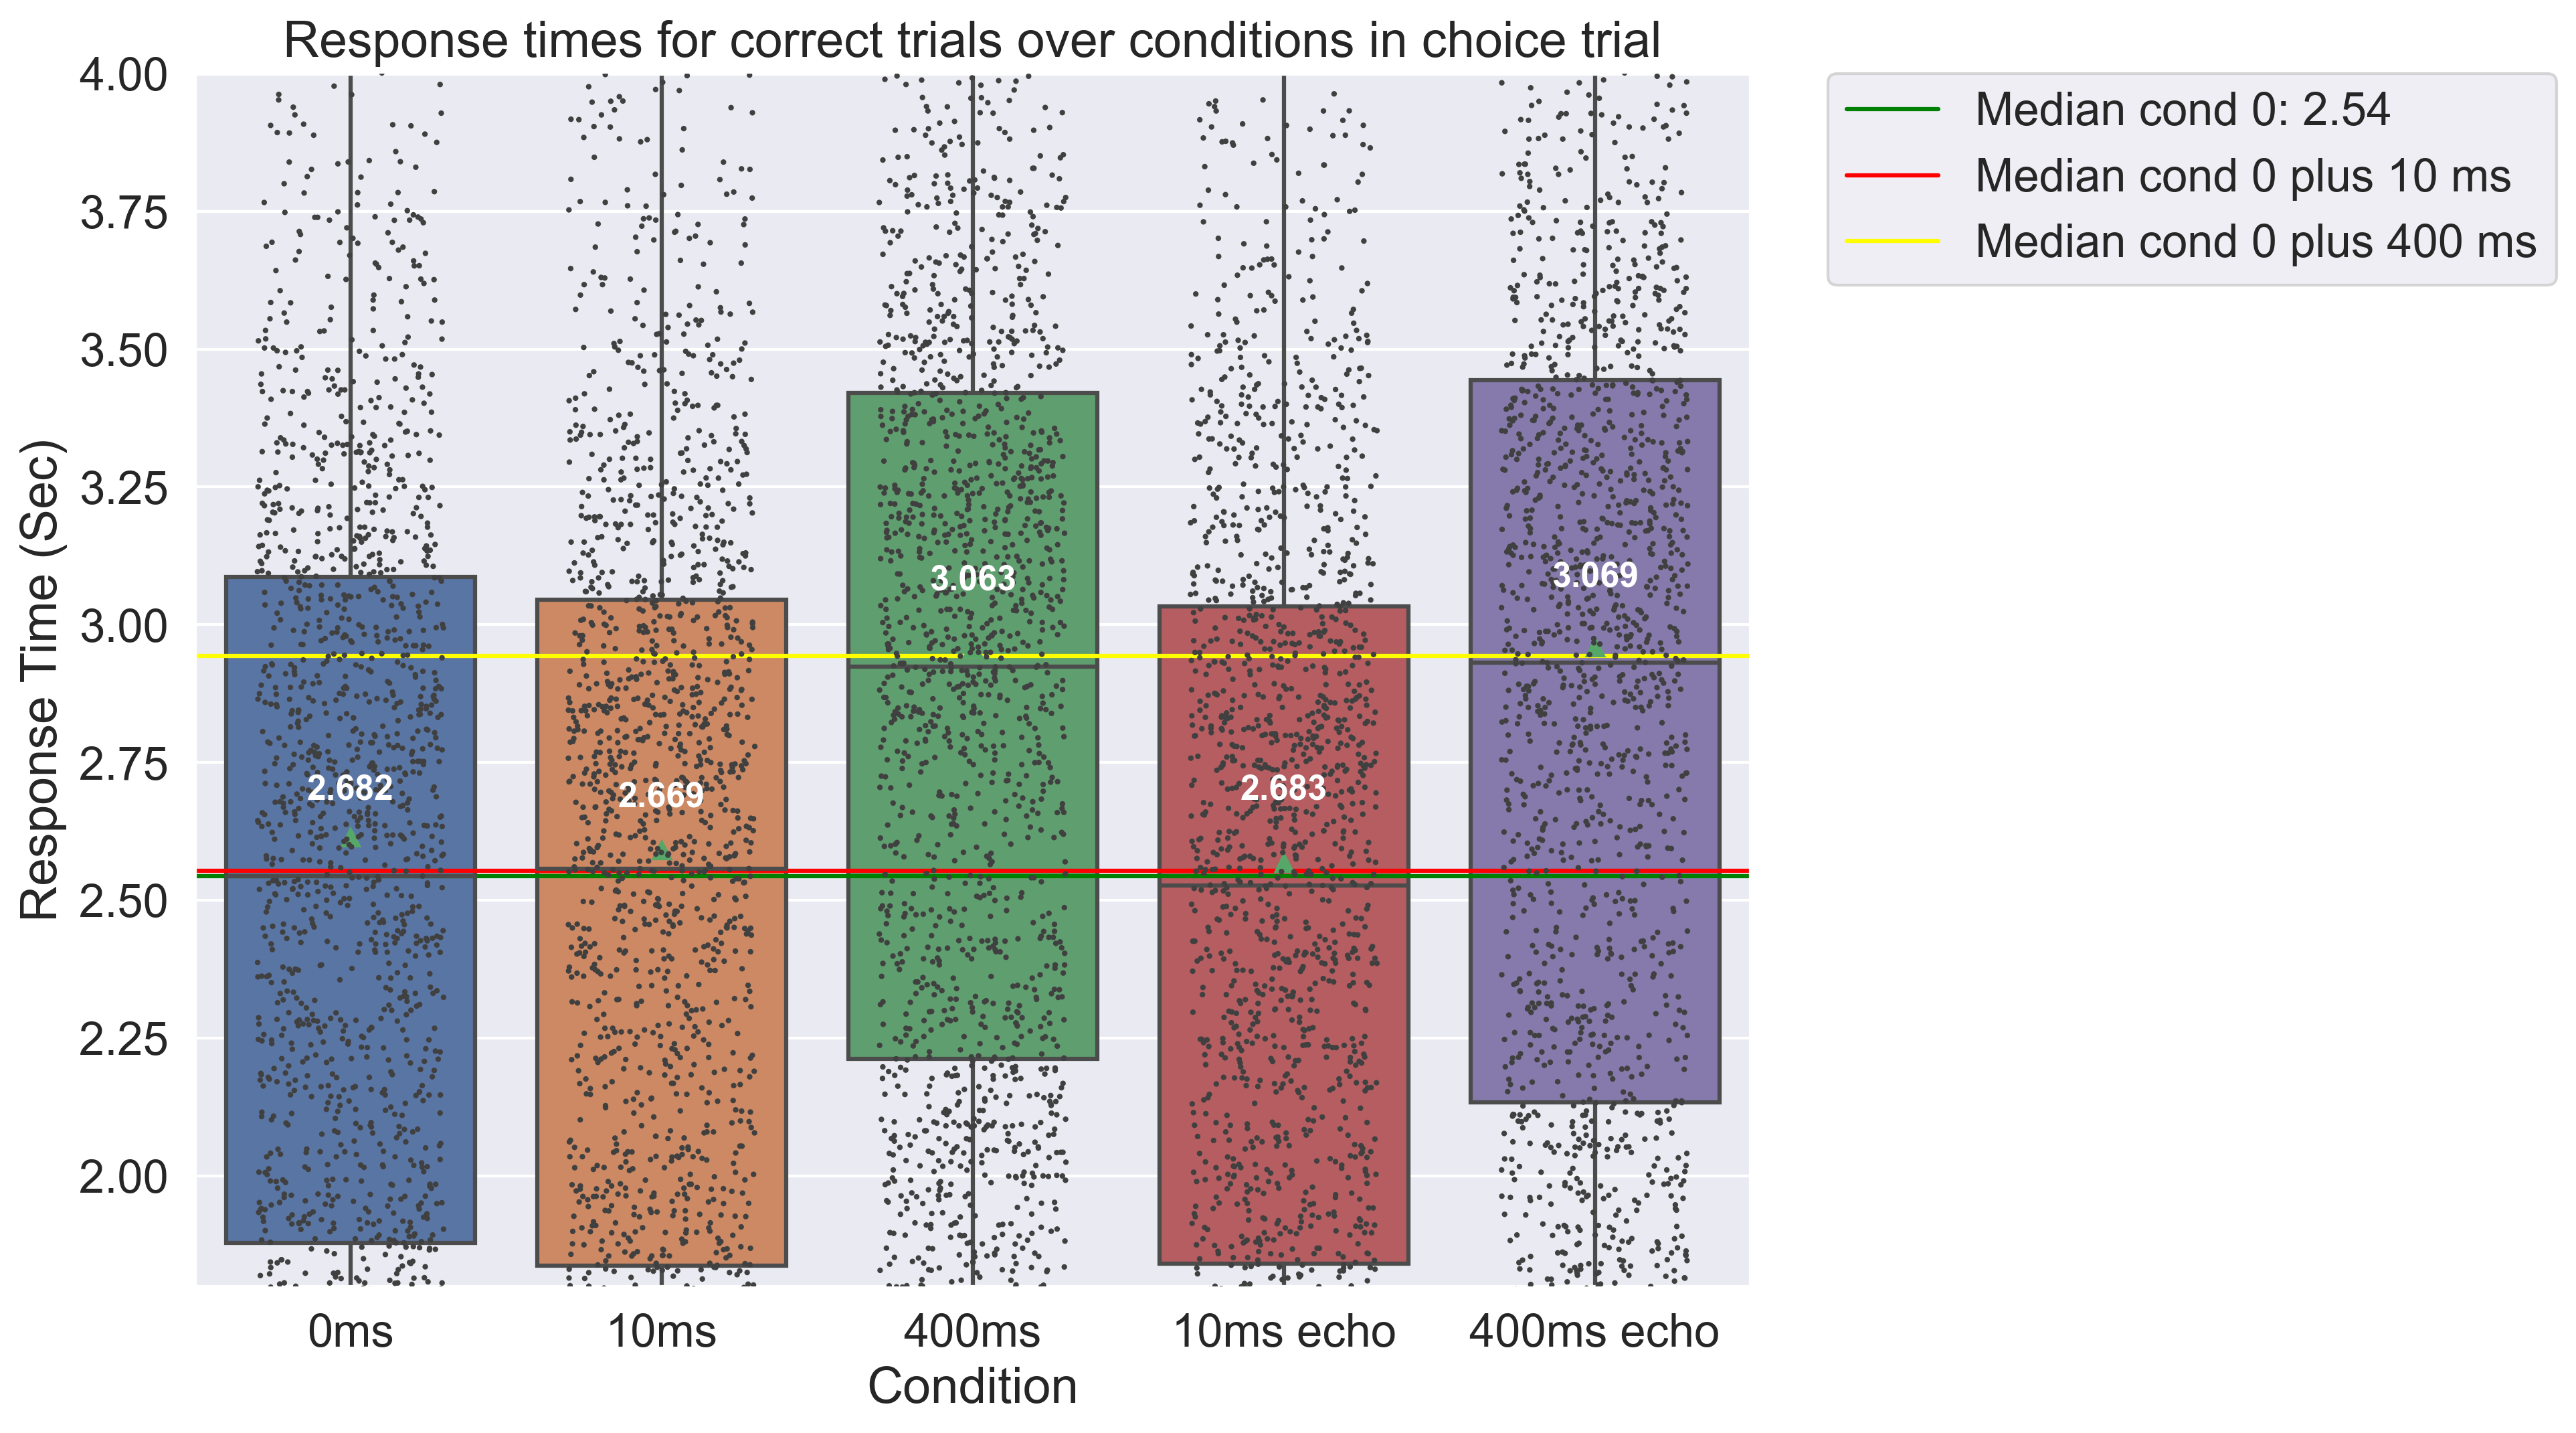 Response times for correct trials over conditions in choice trial
4.00
3.75
3.50
3.25
3.00
2.75
2.50
2.25
2.00
Response Time (Sec)
2.682
2.669
3.063
2.683
3.069
0ms
10ms
400ms
10ms echo
400ms echo
Condition
Median cond 0: 2.54
Median cond 0 plus 10 ms
Median cond 0 plus 400 ms